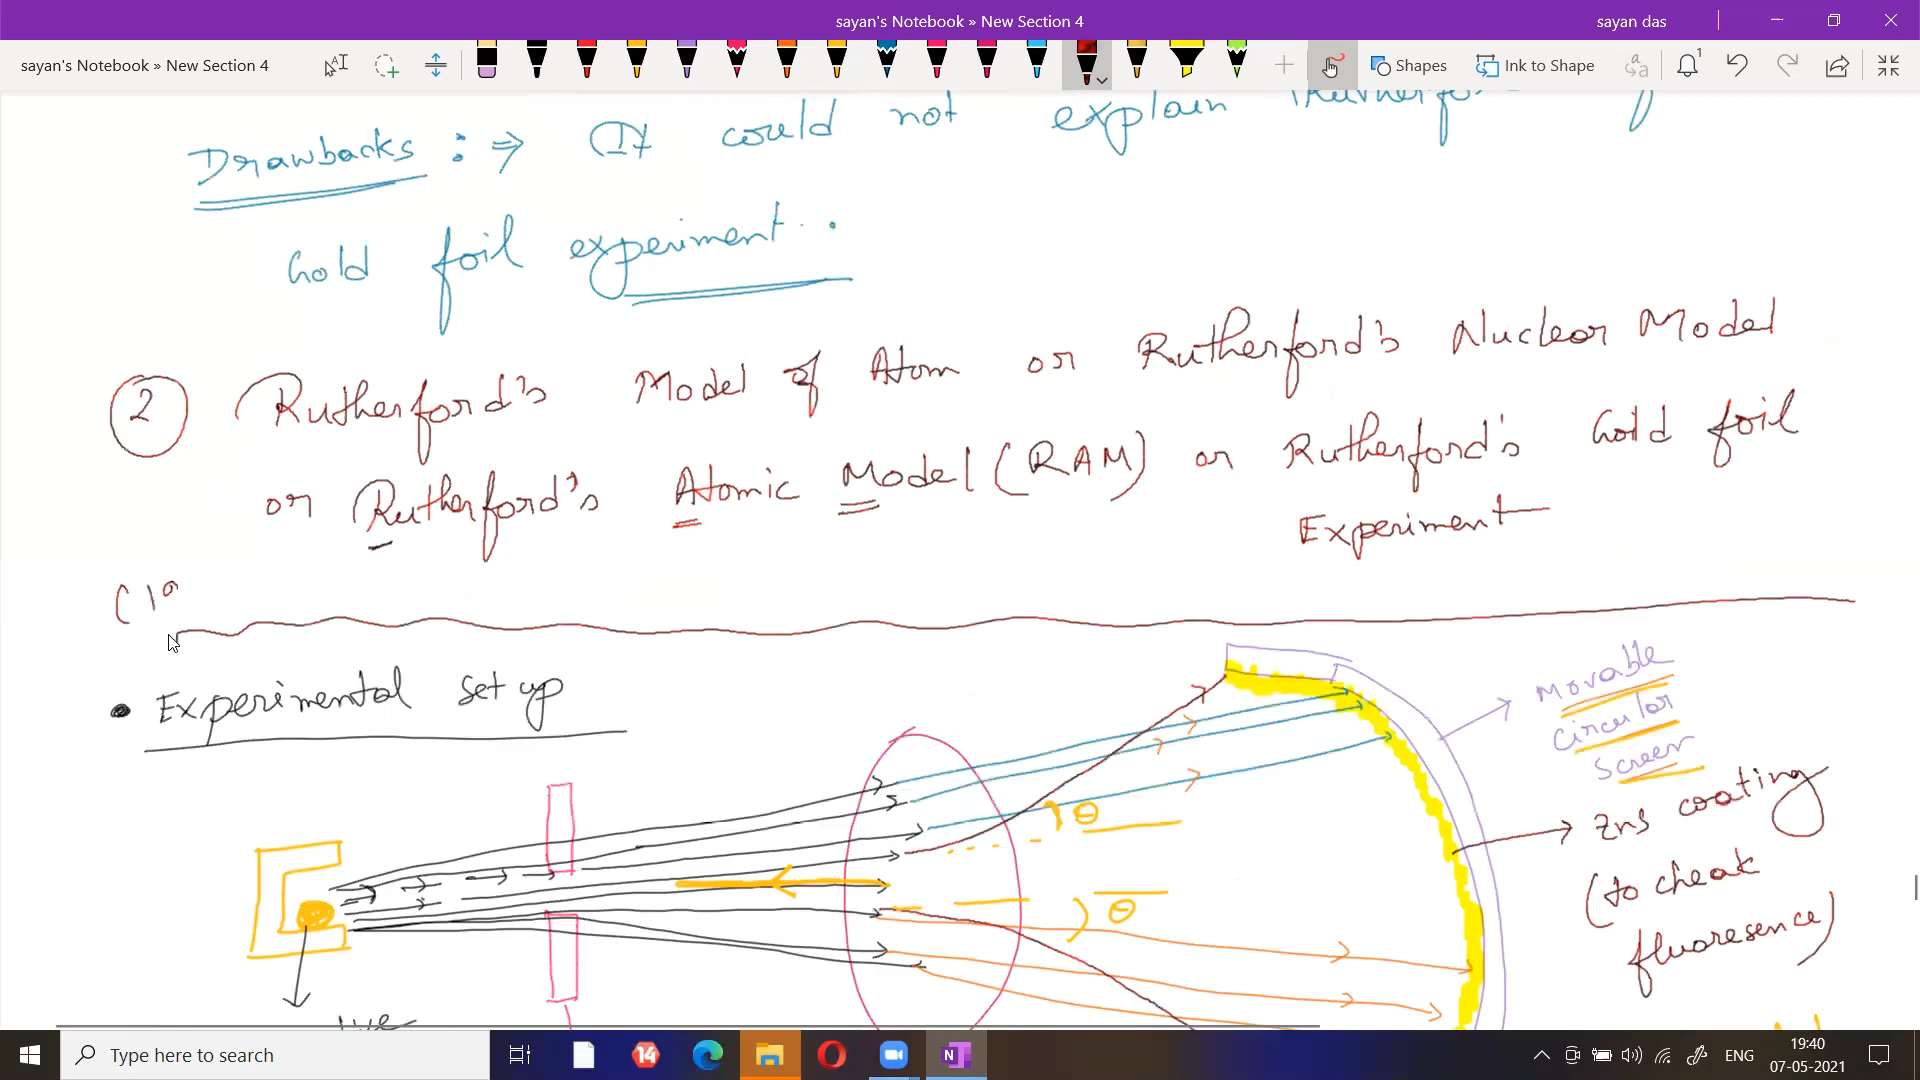 sayan's Notebook » New Section 4
sayan das
sayan's Notebook » New Section 4
Shapes
Ink to Shape
Drawbacks : ⇒ It could not explain Rutherford's
Gold foil experiment..
2 Rutherford's Model of Atom or Rutherford's Nuclear Model
or Rutherford's Atomic Model (RAM) or Rutherford's Gold foil
Experiment
• Experimental set up
Movable
Circular
Screen
θ
ZnS coating
(to cheak
fluoresence)
θ
Type here to search
14
ENG
19:40
07-05-2021